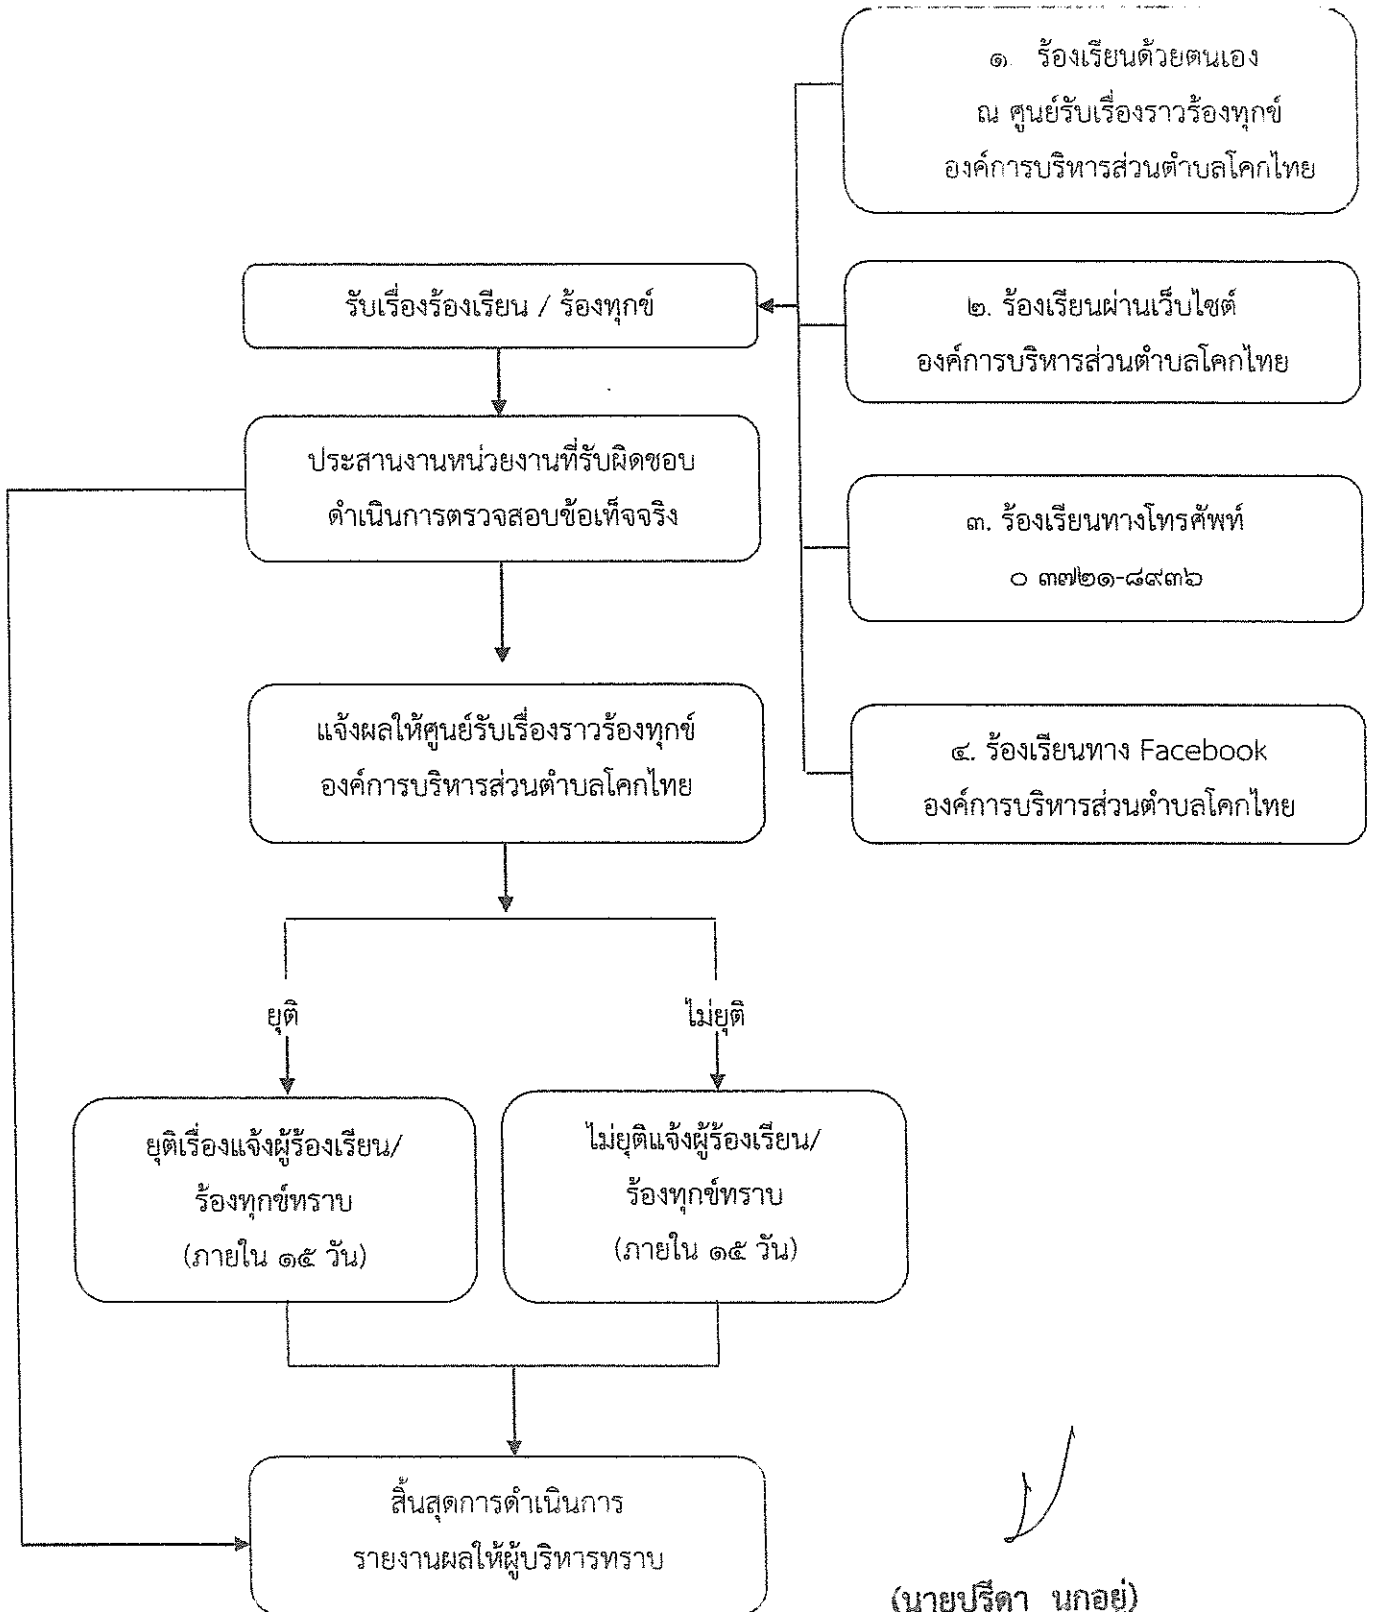 ๑. ร้องเรียนด้วยตนเอง
ณ ศูนย์รับเรื่องราวร้องทุกข์
องค์การบริหารส่วนตำบลโคกไทย
รับเรื่องร้องเรียน / ร้องทุกข์
๒. ร้องเรียนผ่านเว็บไซต์
องค์การบริหารส่วนตำบลโคกไทย
ประสานงานหน่วยงานที่รับผิดชอบ
ดำเนินการตรวจสอบข้อเท็จจริง
๓. ร้องเรียนทางโทรศัพท์
๐ ๓๗๒๑-๘๙๓๖
แจ้งผลให้ศูนย์รับเรื่องราวร้องทุกข์
องค์การบริหารส่วนตำบลโคกไทย
๔. ร้องเรียนทาง Facebook
องค์การบริหารส่วนตำบลโคกไทย
ยุติ
ไม่ยุติ
ยุติเรื่องแจ้งผู้ร้องเรียน/
ร้องทุกข์ทราบ
(ภายใน ๑๕ วัน)
ไม่ยุติแจ้งผู้ร้องเรียน/
ร้องทุกข์ทราบ
(ภายใน ๑๕ วัน)
สิ้นสุดการดำเนินการ
รายงานผลให้ผู้บริหารทราบ
(นายปรีดา นกอยู่)